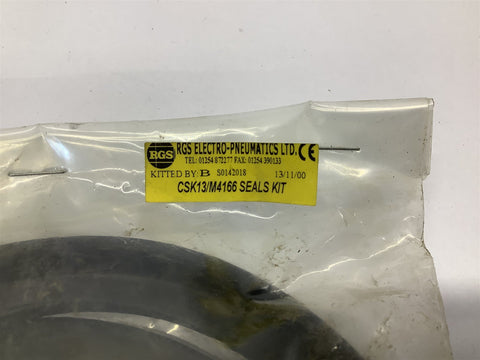 RGS
RGS ELECTRO-PNEUMATICS LTD. CE
TEL: 01254 872277 FAX: 01254 390133
KITTED BY: B S0142018 13/11/00
CSK13/M4166 SEALS KIT